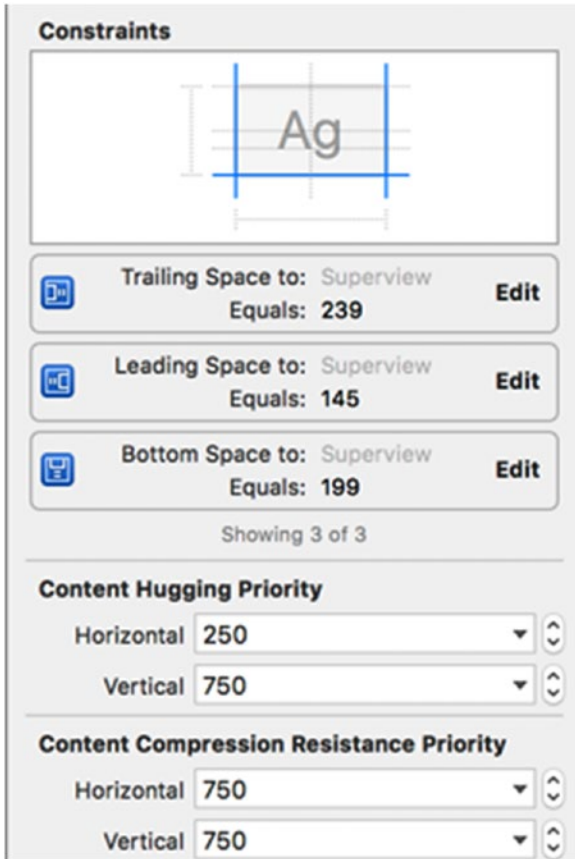 Constraints
Ag
Trailing Space to: Superview
Equals: 239
Edit
Leading Space to: Superview
Equals: 145
Edit
Bottom Space to: Superview
Equals: 199
Edit
Showing 3 of 3
Content Hugging Priority
Horizontal 250
Vertical 750
Content Compression Resistance Priority
Horizontal 750
Vertical 750